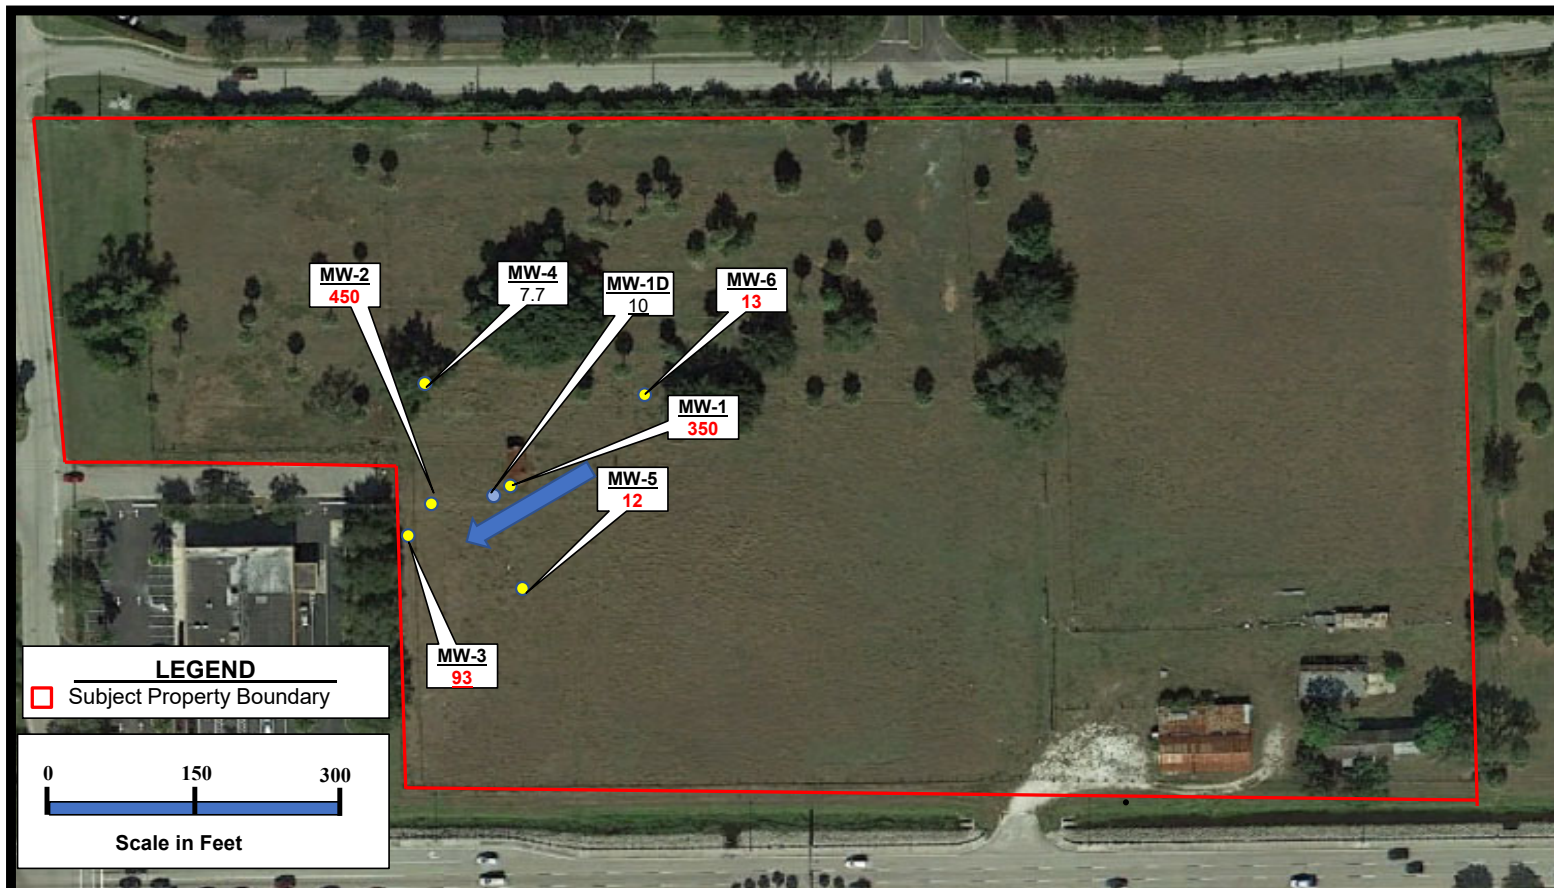 MW-2
450
MW-4
7.7
MW-1D
10
MW-6
13
MW-1
350
MW-5
12
MW-3
93
LEGEND
Subject Property Boundary
0 150 300
Scale in Feet